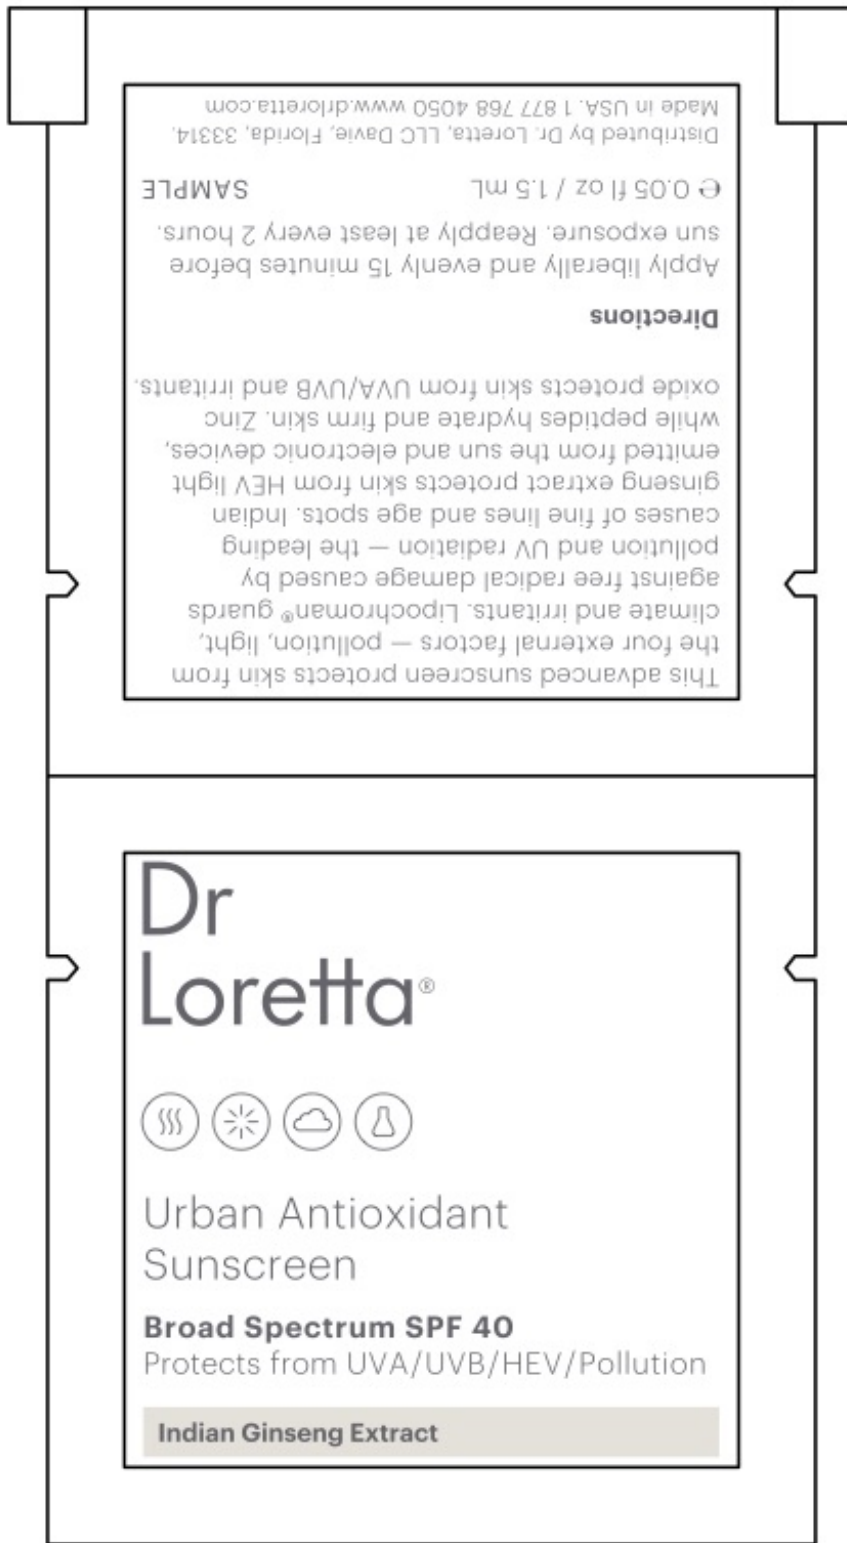 This advanced sunscreen protects skin from
the four external factors — pollution, light,
climate and irritants. Lipochroman® guards
against free radical damage caused by
pollution and UV radiation — the leading
causes of fine lines and age spots. Indian
ginseng extract protects skin from HEV light
emitted from the sun and electronic devices,
while peptides hydrate and firm skin. Zinc
oxide protects skin from UVA/UVB and irritants.
Directions
Apply liberally and evenly 15 minutes before
sun exposure. Reapply at least every 2 hours.
℮ 0.05 fl oz / 1.5 mL SAMPLE
Distributed by Dr. Loretta, LLC Davie, Florida, 33314.
Made in USA. 1 877 768 4050 www.drloretta.com
Dr
Loretta®
Urban Antioxidant
Sunscreen
Broad Spectrum SPF 40
Protects from UVA/UVB/HEV/Pollution
Indian Ginseng Extract